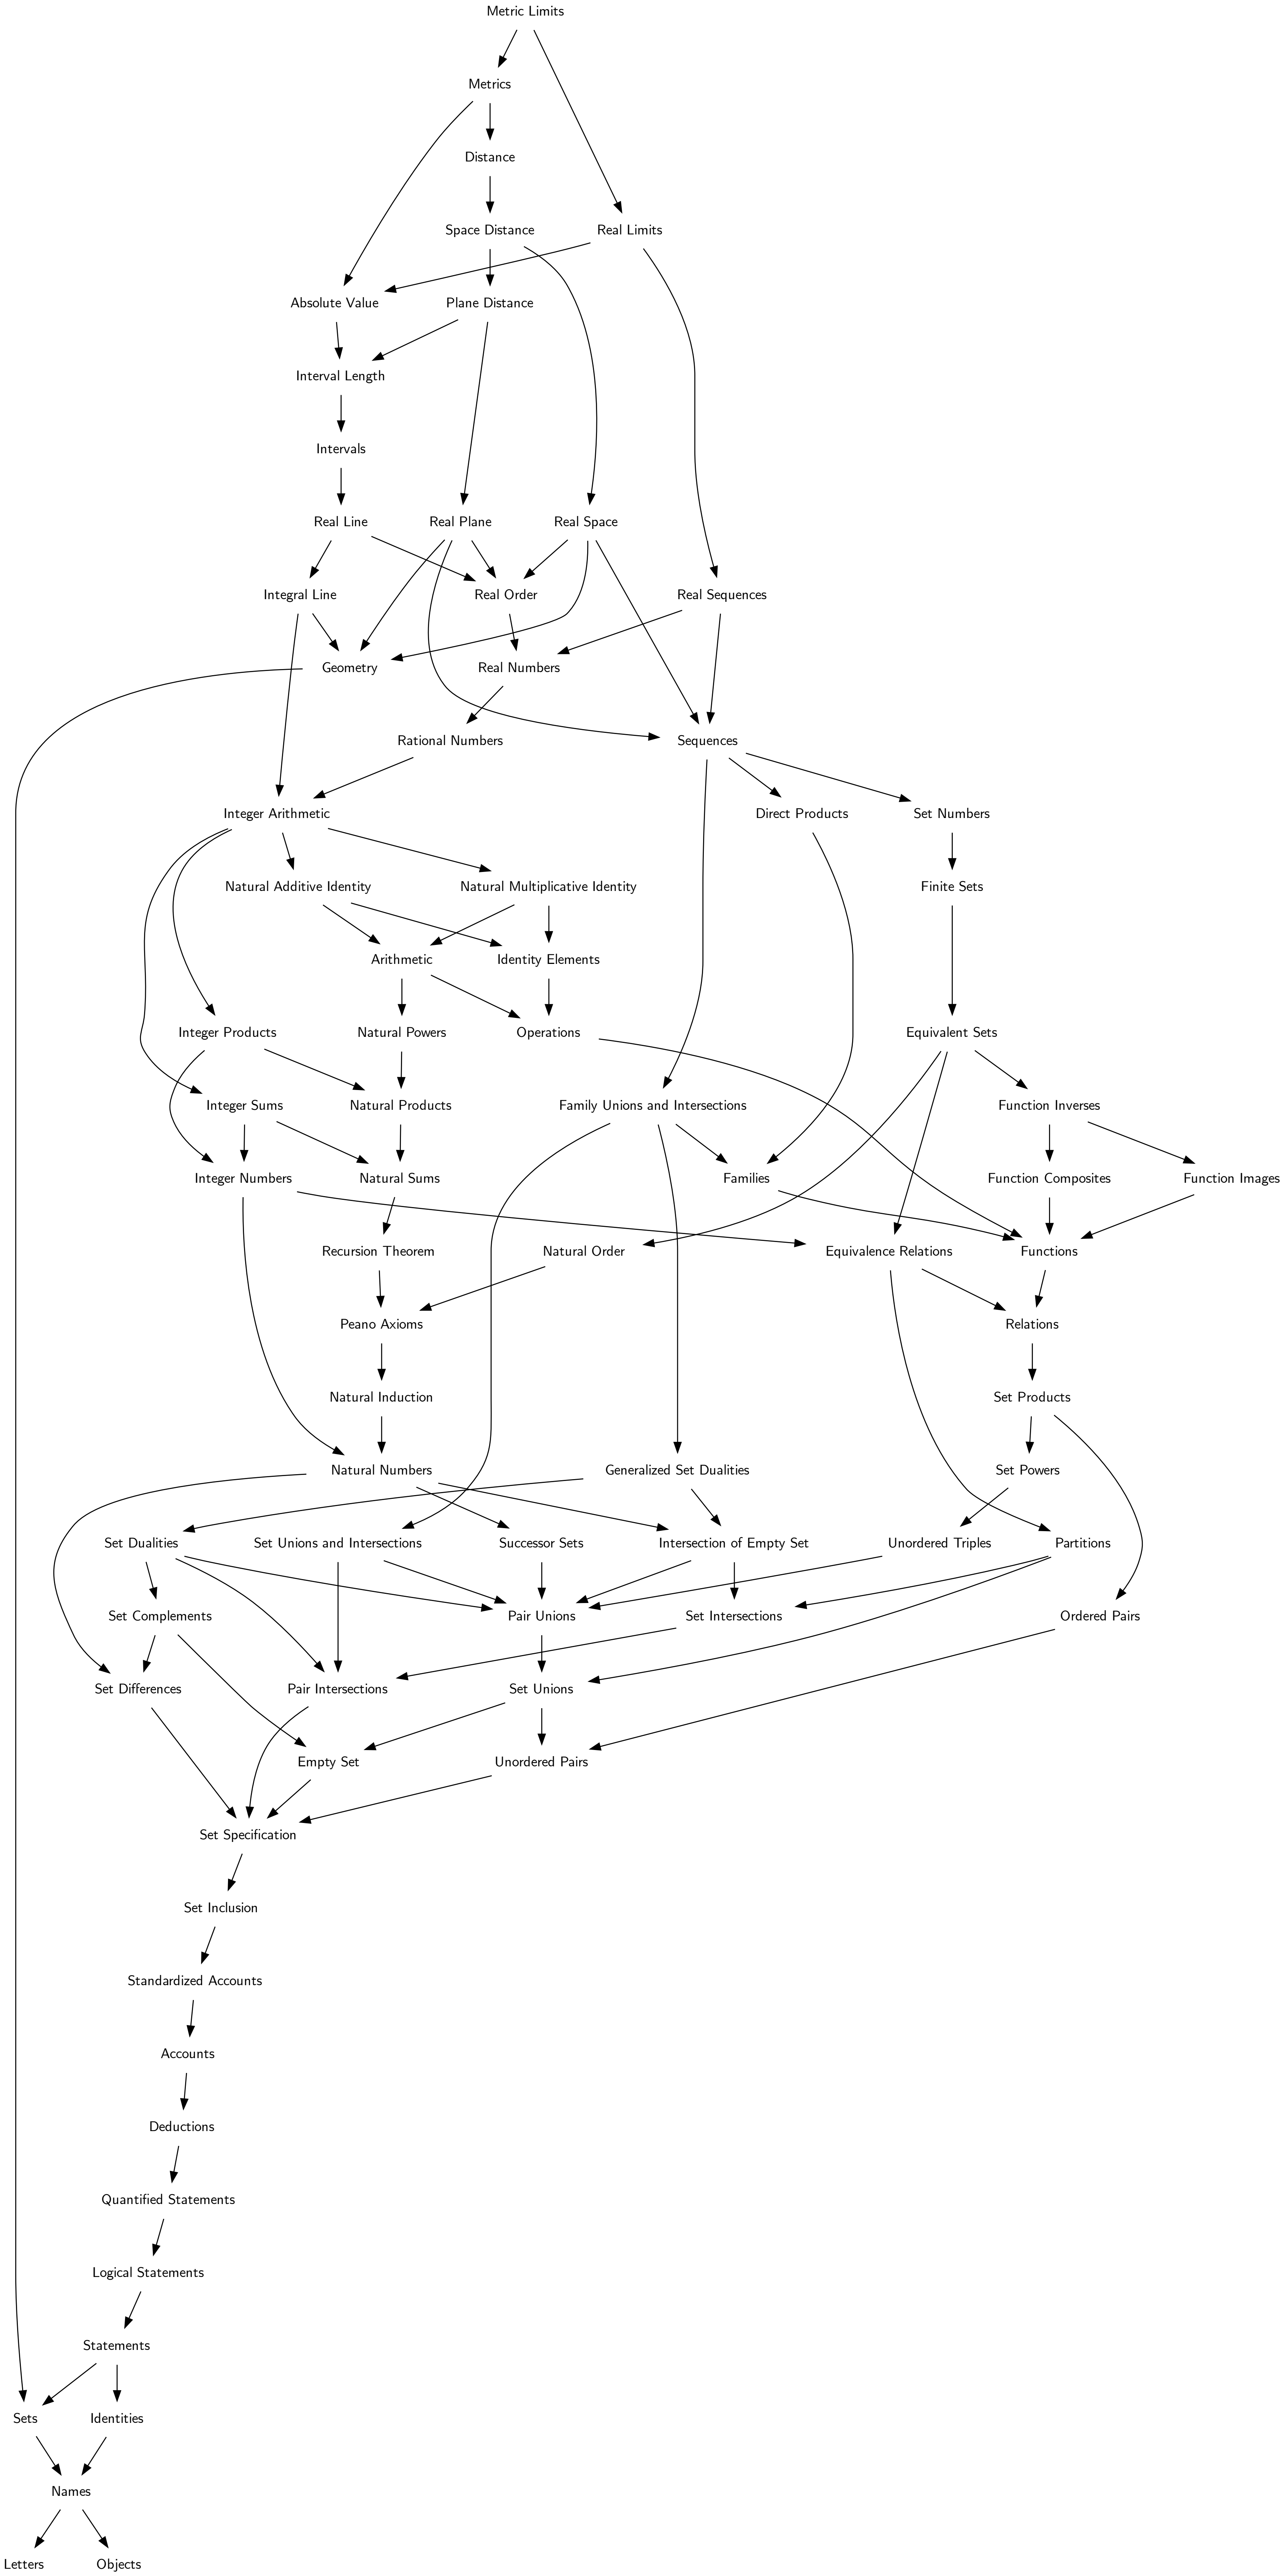 Metric Limits
Metrics
Distance
Space Distance
Real Limits
Absolute Value
Plane Distance
Interval Length
Intervals
Real Line
Real Plane
Real Space
Integral Line
Real Order
Real Sequences
Geometry
Real Numbers
Rational Numbers
Sequences
Integer Arithmetic
Direct Products
Set Numbers
Natural Additive Identity
Natural Multiplicative Identity
Finite Sets
Arithmetic
Identity Elements
Integer Products
Natural Powers
Operations
Equivalent Sets
Integer Sums
Natural Products
Family Unions and Intersections
Function Inverses
Integer Numbers
Natural Sums
Families
Function Composites
Function Images
Recursion Theorem
Natural Order
Equivalence Relations
Functions
Peano Axioms
Relations
Natural Induction
Set Products
Natural Numbers
Generalized Set Dualities
Set Powers
Set Dualities
Set Unions and Intersections
Successor Sets
Intersection of Empty Set
Unordered Triples
Partitions
Set Complements
Pair Unions
Set Intersections
Ordered Pairs
Set Differences
Pair Intersections
Set Unions
Empty Set
Unordered Pairs
Set Specification
Set Inclusion
Standardized Accounts
Accounts
Deductions
Quantified Statements
Logical Statements
Statements
Sets
Identities
Names
Letters
Objects